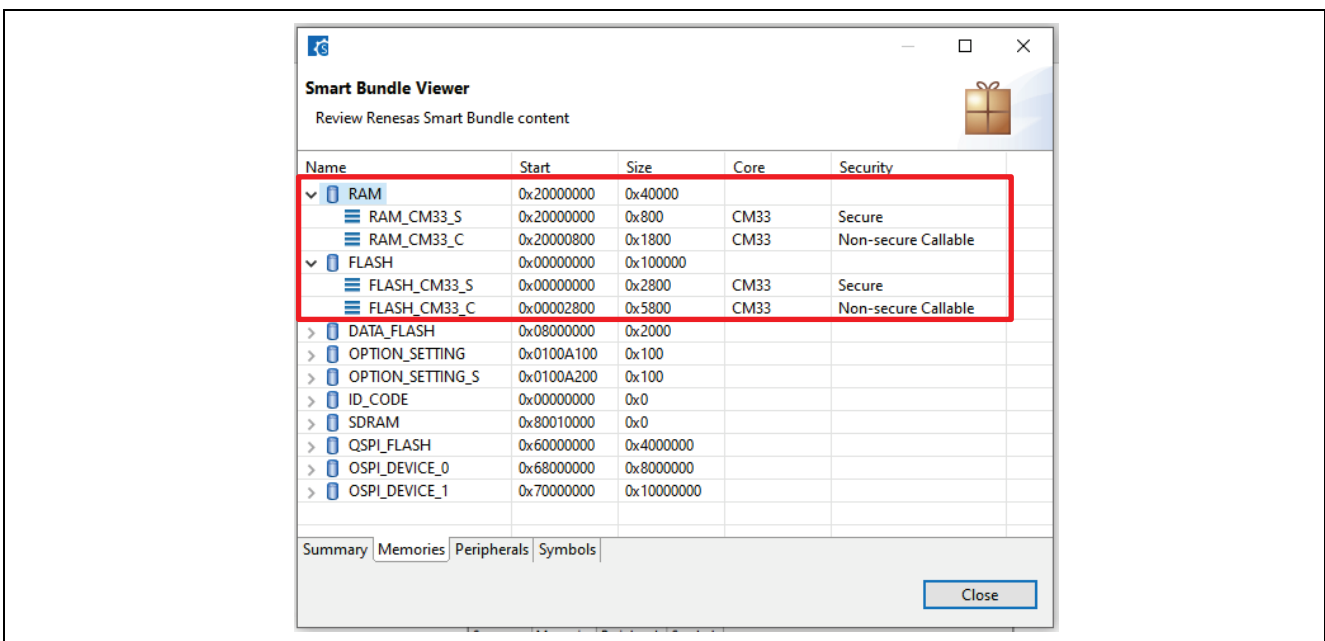 Smart Bundle Viewer
Review Renesas Smart Bundle content
Name Start Size Core Security
RAM 0x20000000 0x40000
RAM_CM33_S 0x20000000 0x800 CM33 Secure
RAM_CM33_C 0x20000800 0x1800 CM33 Non-secure Callable
FLASH 0x00000000 0x100000
FLASH_CM33_S 0x00000000 0x2800 CM33 Secure
FLASH_CM33_C 0x00002800 0x5800 CM33 Non-secure Callable
DATA_FLASH 0x08000000 0x2000
OPTION_SETTING 0x0100A100 0x100
OPTION_SETTING_S 0x0100A200 0x100
ID_CODE 0x00000000 0x0
SDRAM 0x80010000 0x0
QSPI_FLASH 0x60000000 0x4000000
OSPI_DEVICE_0 0x68000000 0x8000000
OSPI_DEVICE_1 0x70000000 0x10000000
Summary Memories Peripherals Symbols
Close